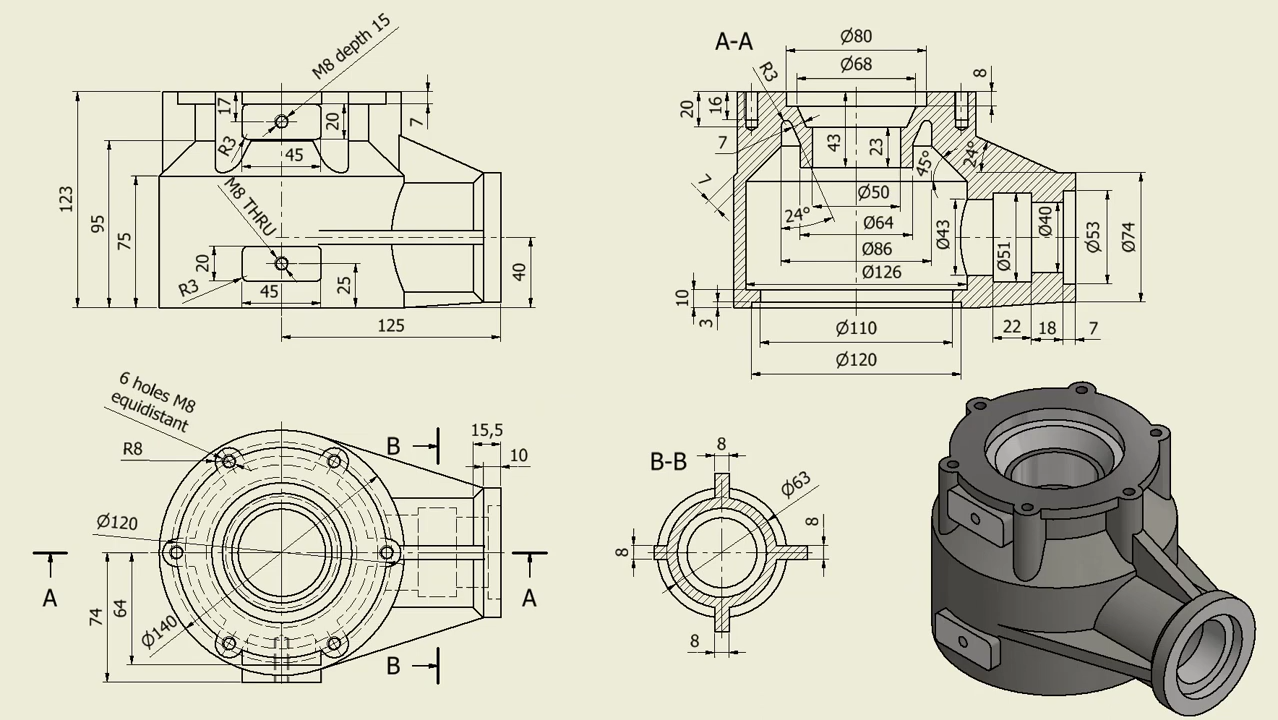 M8 depth 15
17
20
7
R3
45
M8 THRU
123
95
75
20
R3
45
25
40
125
A-A
Ø80
Ø68
R3
8
20
16
7
43
23
45°
24°
7
Ø50
24°
Ø64
Ø86
Ø126
Ø43
Ø51
Ø40
Ø53
Ø74
10
3
22
18
7
Ø110
Ø120
6 holes M8
equidistant
R8
Ø120
B
15,5
10
A
A
74
64
Ø140
B
B-B
8
Ø63
8
8
8